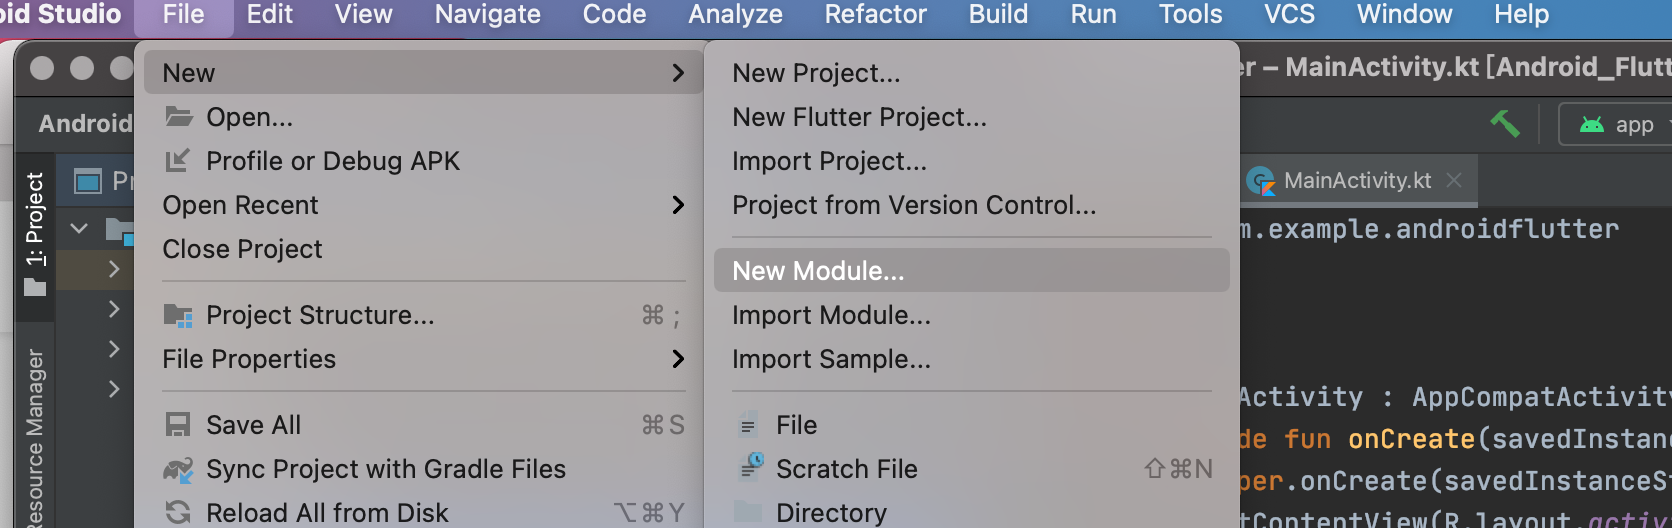 oid Studio File Edit View Navigate Code Analyze Refactor Build Run Tools VCS Window Help
er – MainActivity.kt [Android_Flutt
Android
app
1: Project
Resource Manager
Pr
New
Open...
Profile or Debug APK
Open Recent
Close Project
Project Structure... ⌘ ;
File Properties
Save All ⌘S
Sync Project with Gradle Files
Reload All from Disk ⌥⌘Y
New Project...
New Flutter Project...
Import Project...
Project from Version Control...
New Module...
Import Module...
Import Sample...
File
Scratch File ⇧⌘N
Directory
MainActivity.kt
m.example.androidflutter
Activity : AppCompatActivity
de fun onCreate(savedInstanc
per.onCreate(savedInstanceSt
tContentView(R.layout.activ